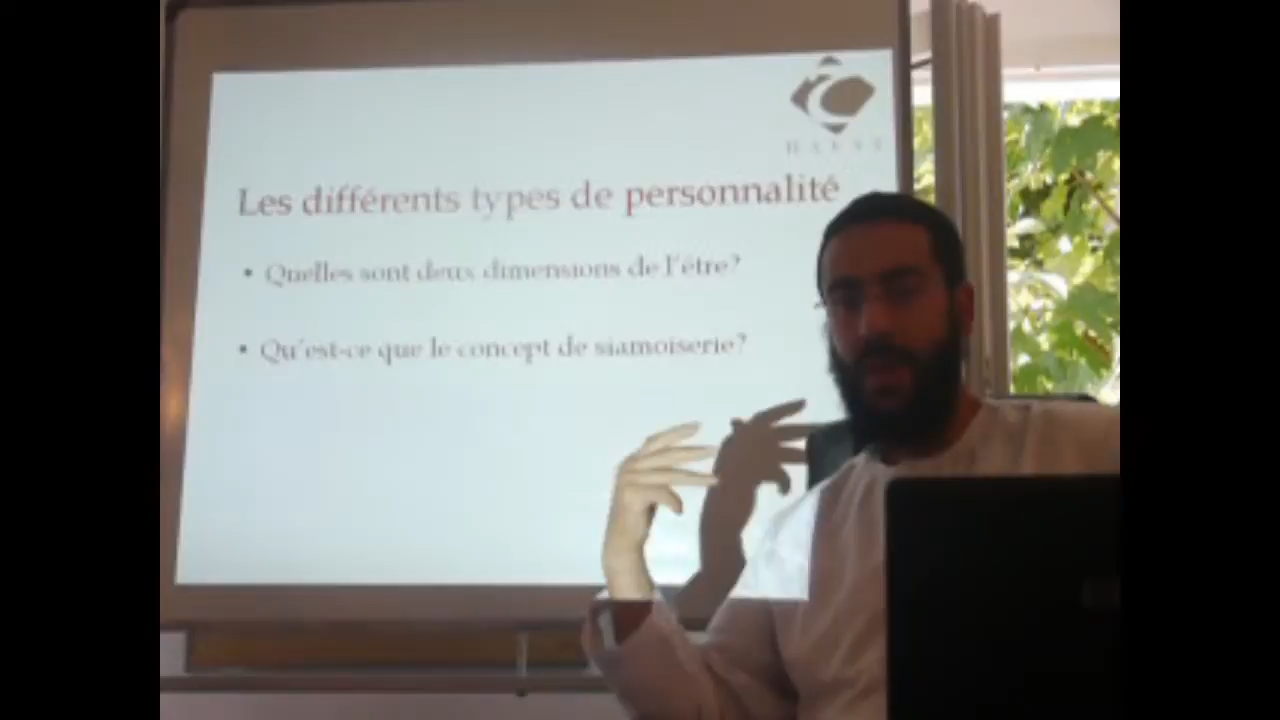 Les différents types de personnalité
• Quelles sont deux dimensions de l'être?
• Qu'est-ce que le concept de siamoiserie?